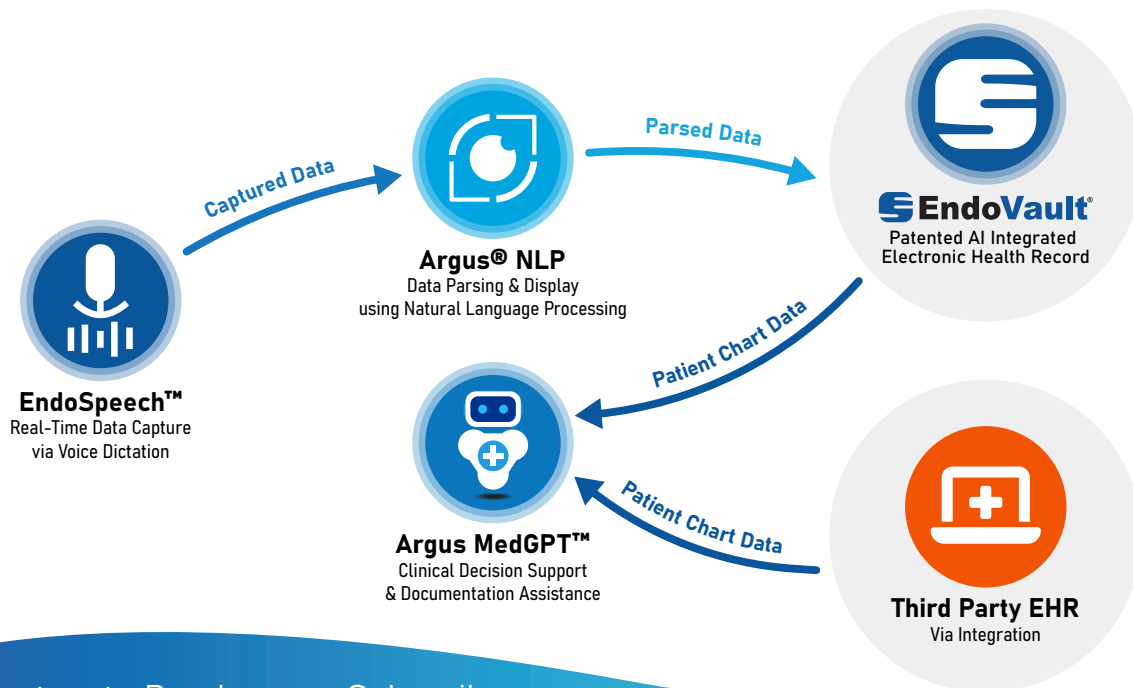 Captured Data
Parsed Data
EndoVault®
Patented AI Integrated
Electronic Health Record
Argus® NLP
Data Parsing & Display
using Natural Language Processing
EndoSpeech™
Real-Time Data Capture
via Voice Dictation
Patient Chart Data
Argus MedGPT™
Clinical Decision Support
& Documentation Assistance
Patient Chart Data
Third Party EHR
Via Integration